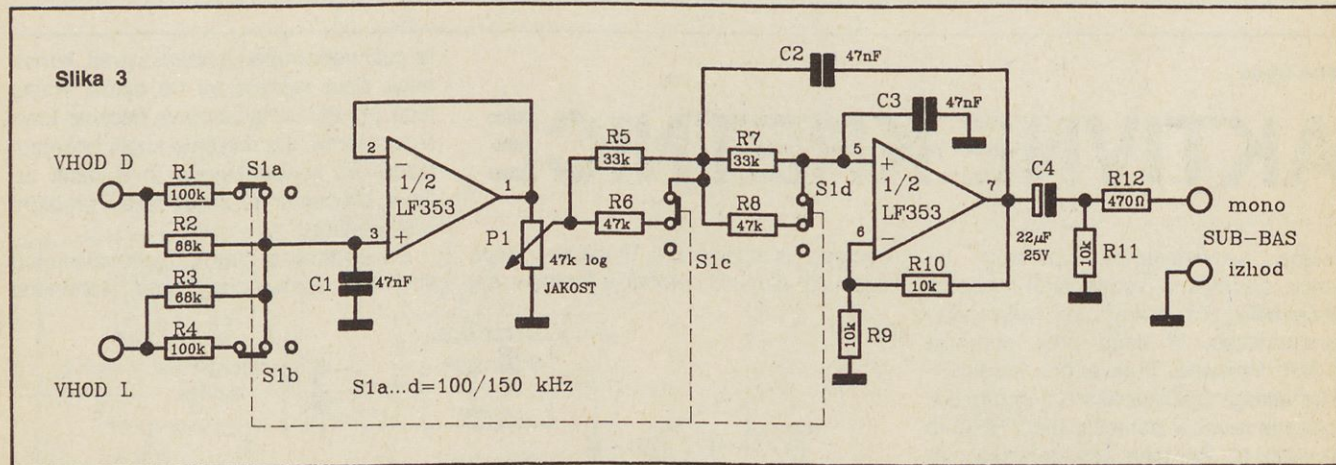 Slika 3
VHOD D
R1
100k
S1a
R2
68k
R3
68k
R4
100k
S1b
VHOD L
C1
47nF
2
3
1
1/2
LF353
P1
47k log
JAKOST
S1a...d=100/150 kHz
R5
33k
R6
47k
S1c
C2
47nF
C3
47nF
R7
33k
R8
47k
S1d
5
6
7
1/2
LF353
R9
10k
R10
10k
C4
22µF
25V
R11
10k
R12
470Ω
mono
SUB-BAS
izhod